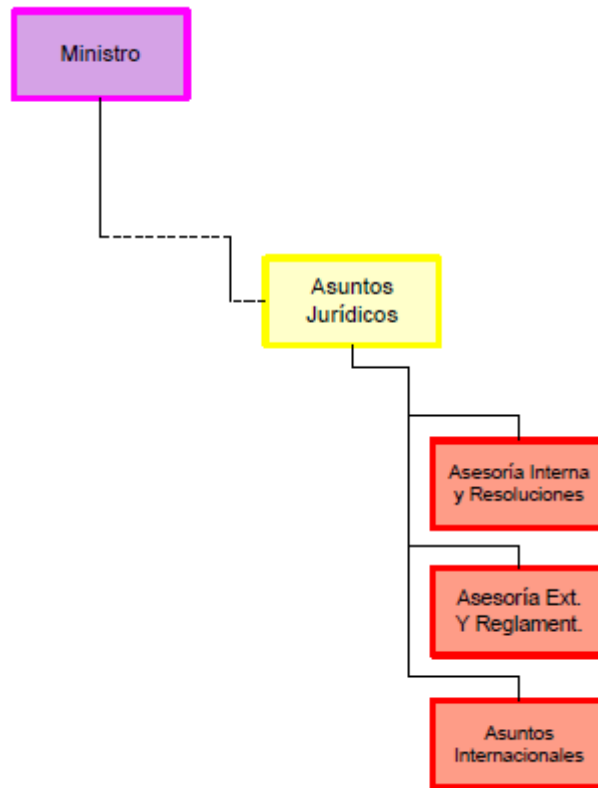 Ministro
Asuntos
Jurídicos
Asesoría Interna
y Resoluciones
Asesoría Ext.
Y Reglament.
Asuntos
Internacionales